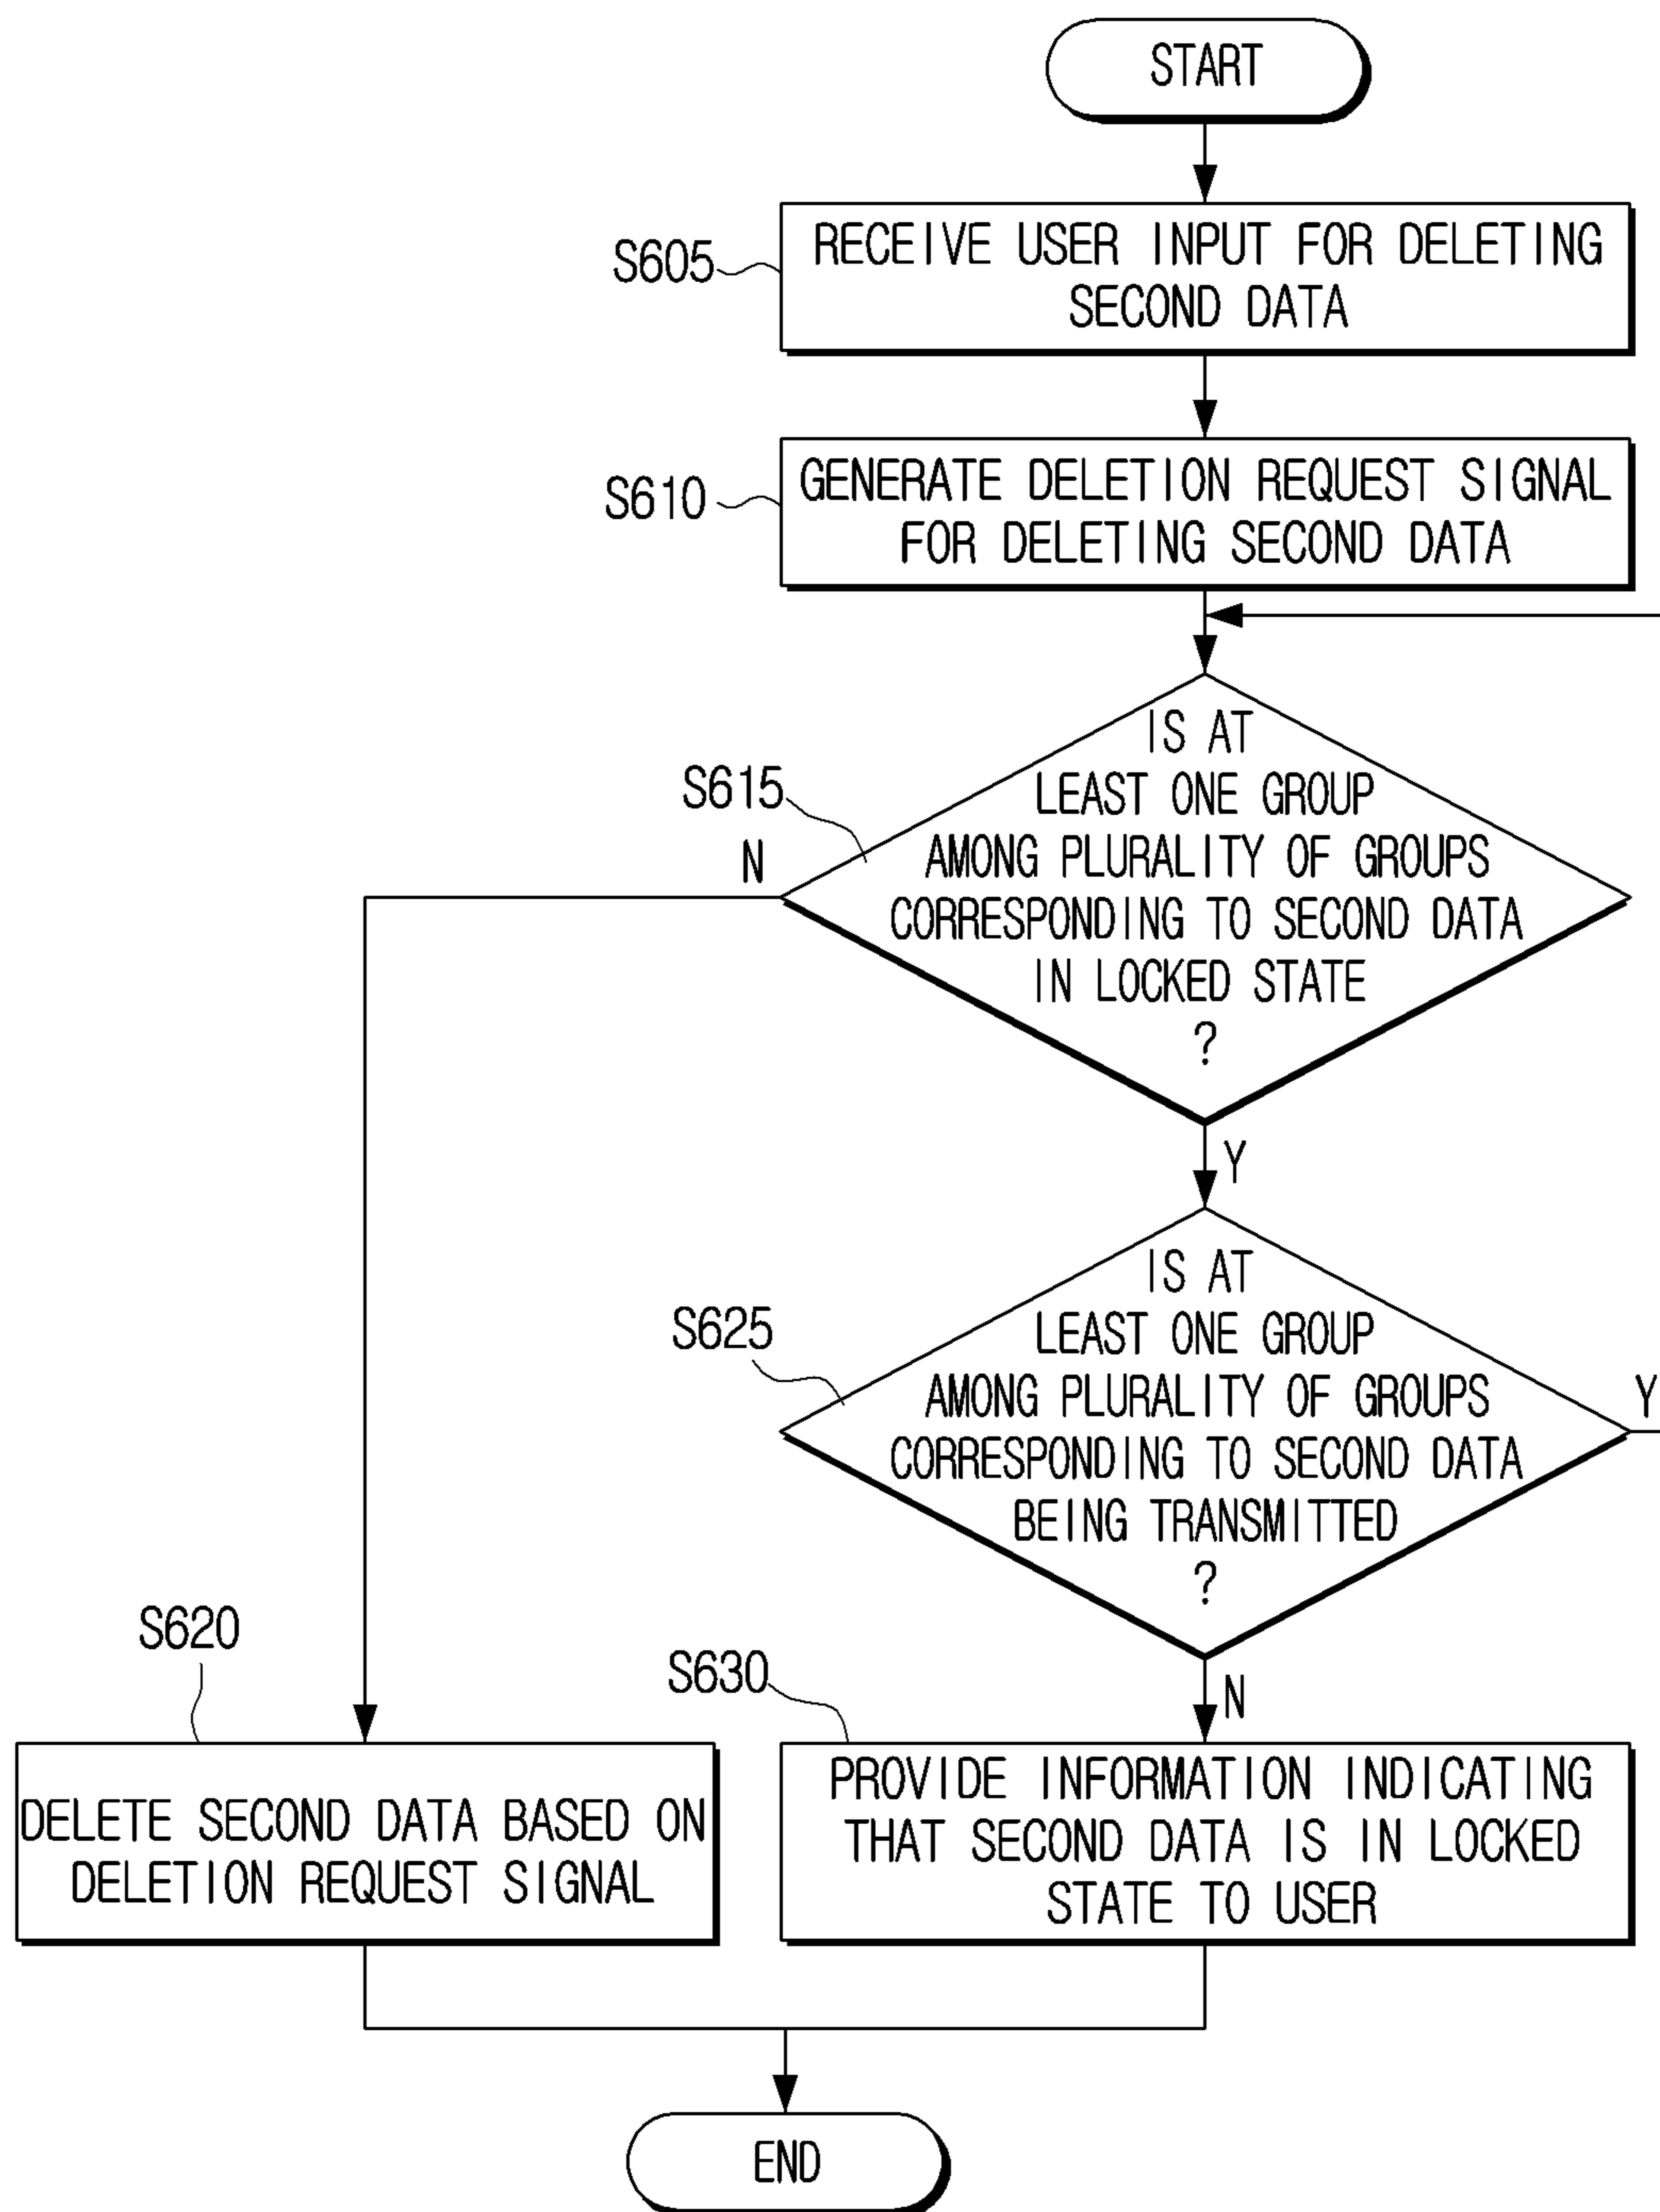 START
S605
RECEIVE USER INPUT FOR DELETING
SECOND DATA
S610
GENERATE DELETION REQUEST SIGNAL
FOR DELETING SECOND DATA
S615
N
IS AT
LEAST ONE GROUP
AMONG PLURALITY OF GROUPS
CORRESPONDING TO SECOND DATA
IN LOCKED STATE
?
Y
S625
IS AT
LEAST ONE GROUP
AMONG PLURALITY OF GROUPS
CORRESPONDING TO SECOND DATA
BEING TRANSMITTED
?
Y
N
S620
DELETE SECOND DATA BASED ON
DELETION REQUEST SIGNAL
S630
PROVIDE INFORMATION INDICATING
THAT SECOND DATA IS IN LOCKED
STATE TO USER
END